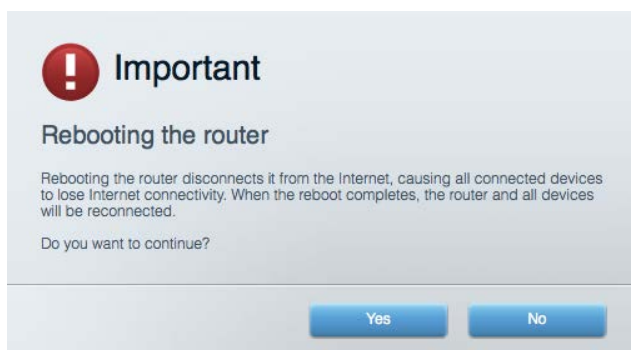 Important
Rebooting the router
Rebooting the router disconnects it from the Internet, causing all connected devices
to lose Internet connectivity. When the reboot completes, the router and all devices
will be reconnected.
Do you want to continue?
Yes
No